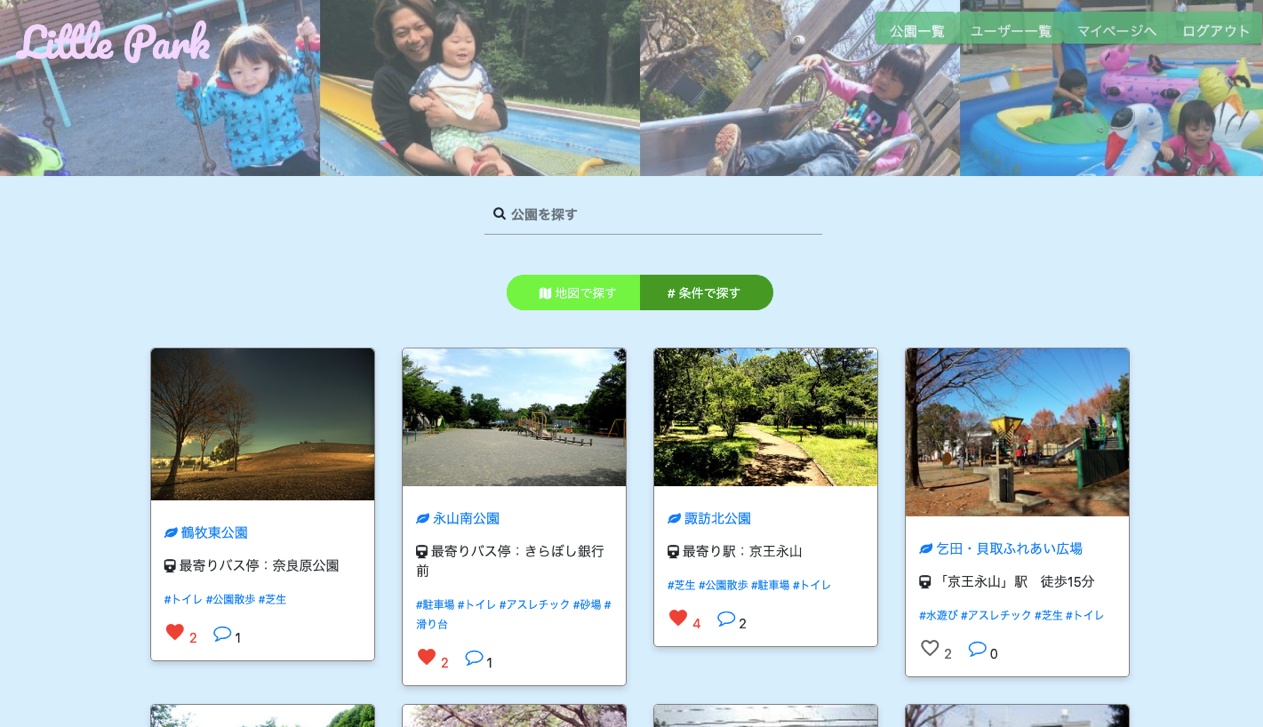 Little Park
公園一覧 ユーザー一覧 マイページへ ログアウト
公園を探す
地図で探す # 条件で探す
鶴牧東公園
最寄りバス停：奈良原公園
#トイレ #公園散歩 #芝生
2 1
永山南公園
最寄りバス停：きらぼし銀行
前
#駐車場 #トイレ #アスレチック #砂場 #
滑り台
2 1
諏訪北公園
最寄り駅：京王永山
#芝生 #公園散歩 #駐車場 #トイレ
4 2
乞田・貝取ふれあい広場
「京王永山」駅　徒歩15分
#水遊び #アスレチック #芝生 #トイレ
2 0